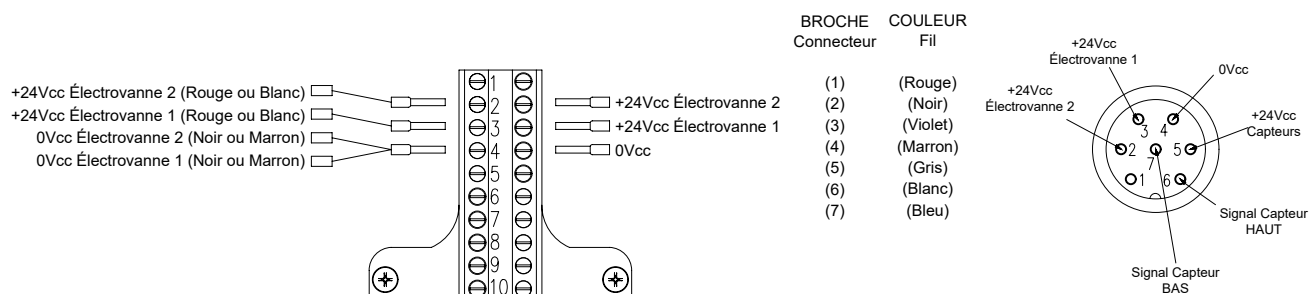 +24Vcc Électrovanne 2 (Rouge ou Blanc)
+24Vcc Électrovanne 1 (Rouge ou Blanc)
0Vcc Électrovanne 2 (Noir ou Marron)
0Vcc Électrovanne 1 (Noir ou Marron)
1
2
3
4
5
6
7
8
9
10
+24Vcc Électrovanne 2
+24Vcc Électrovanne 1
0Vcc
BROCHE COULEUR
Connecteur Fil
(1) (Rouge)
(2) (Noir)
(3) (Violet)
(4) (Marron)
(5) (Gris)
(6) (Blanc)
(7) (Bleu)
+24Vcc
Électrovanne 1
0Vcc
+24Vcc
Électrovanne 2
+24Vcc
Capteurs
3 4
2 5
7
1 6
Signal Capteur
HAUT
Signal Capteur
BAS